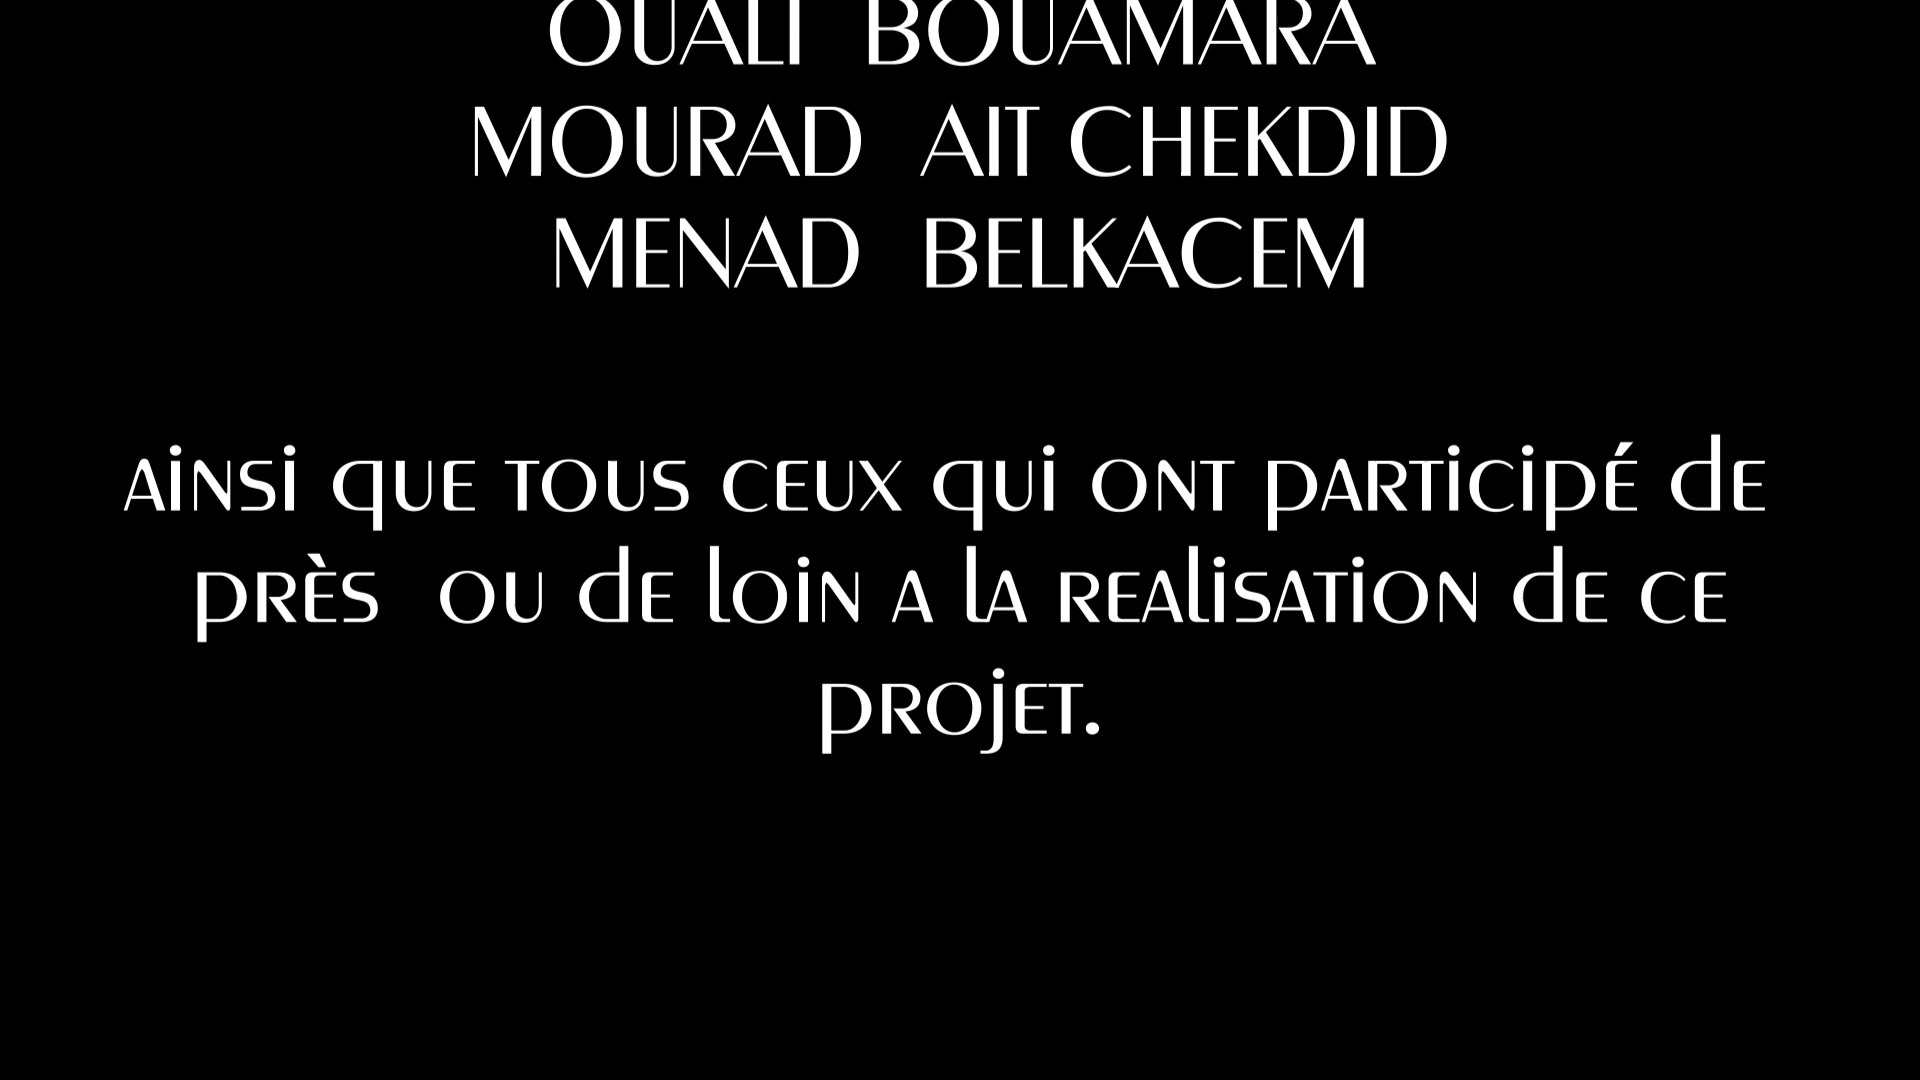 OUALI BOUAMARA
MOURAD AIT CHEKDID
MENAD BELKACEM
Ainsi que tous ceux qui ont participé de
près ou de loin a la realisation de ce
projet.